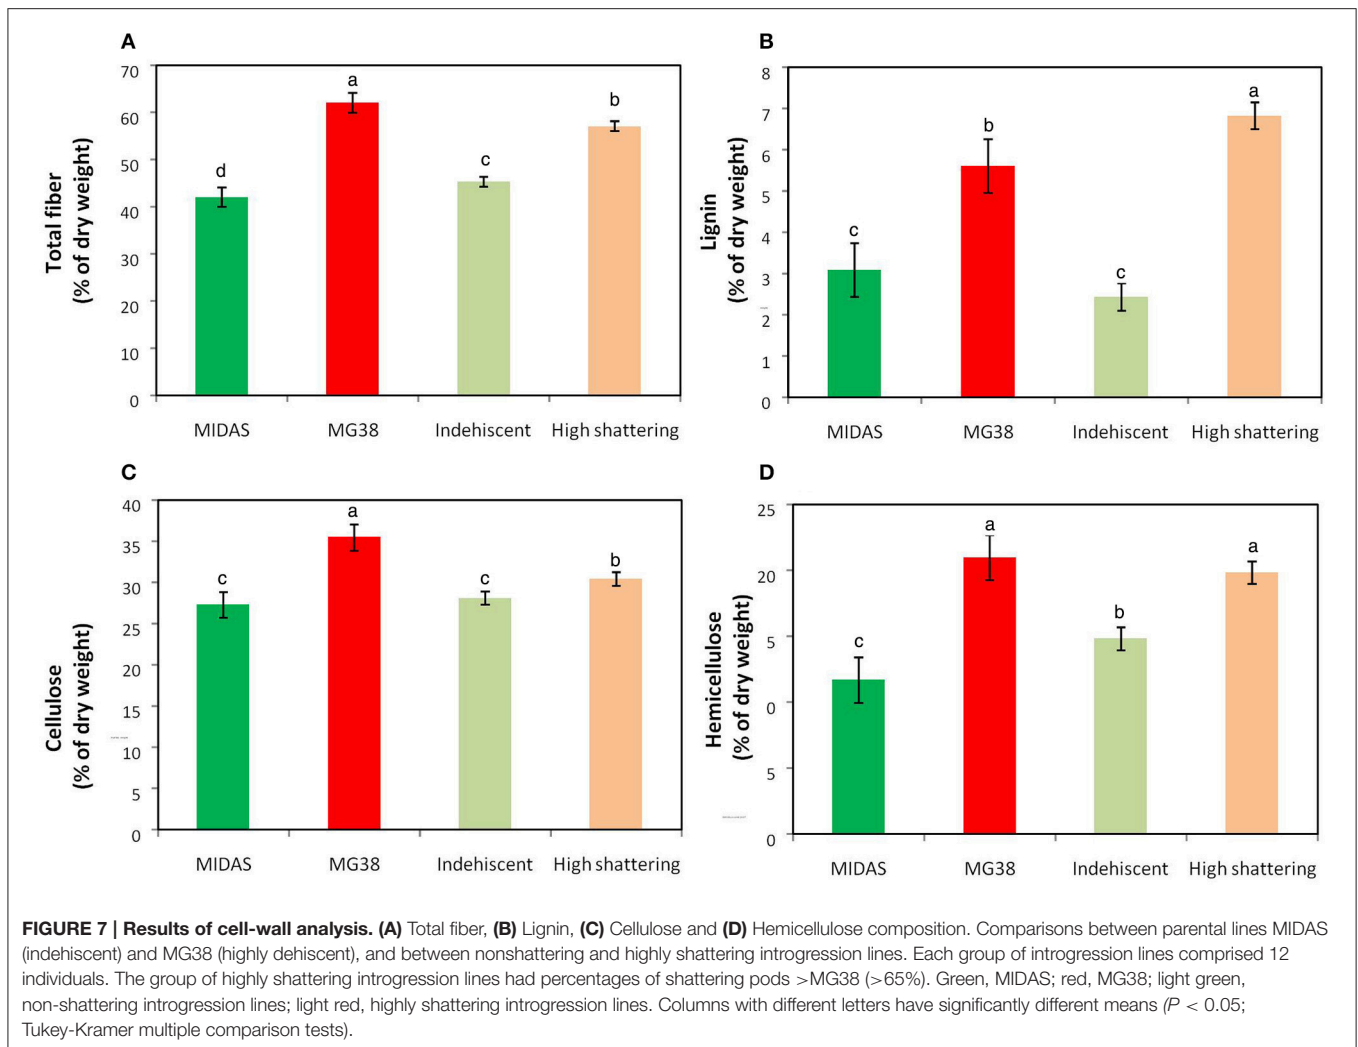 A
70
60
50
40
30
20
10
0
Total fiber
(% of dry weight)
d
a
c
b
MIDAS
MG38
Indehiscent
High shattering
B
8
7
6
5
4
3
2
1
0
Lignin
(% of dry weight)
c
b
c
a
MIDAS
MG38
Indehiscent
High shattering
C
40
35
30
25
20
15
10
5
0
Cellulose
(% of dry weight)
c
a
c
b
MIDAS
MG38
Indehiscent
High shattering
D
25
20
5
0
5
0
Hemicellulose
(% of dry weight)
c
a
b
a
MIDAS
MG38
Indehiscent
High shattering
FIGURE 7 | Results of cell-wall analysis. (A) Total fiber, (B) Lignin, (C) Cellulose and (D) Hemicellulose composition. Comparisons between parental lines MIDAS
(indehiscent) and MG38 (highly dehiscent), and between nonshattering and highly shattering introgression lines. Each group of introgression lines comprised 12
individuals. The group of highly shattering introgression lines had percentages of shattering pods >MG38 (>65%). Green, MIDAS; red, MG38; light green,
non-shattering introgression lines; light red, highly shattering introgression lines. Columns with different letters have significantly different means (P < 0.05;
Tukey-Kramer multiple comparison tests).